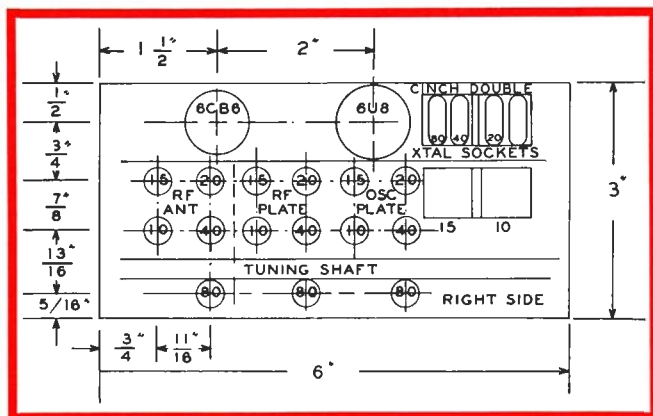 1 1/2" 2"
1/2" 6CB6 6U8 CINCH DOUBLE
80 40 20
3/4" XTAL SOCKETS
15 20 15 20 15 20
7/8" RF ANT RF PLATE OSC PLATE 3"
10 40 10 40 10 40 15 10
13/16" TUNING SHAFT
5/16" 80 80 80 RIGHT SIDE
3/4" 11/16"
6"